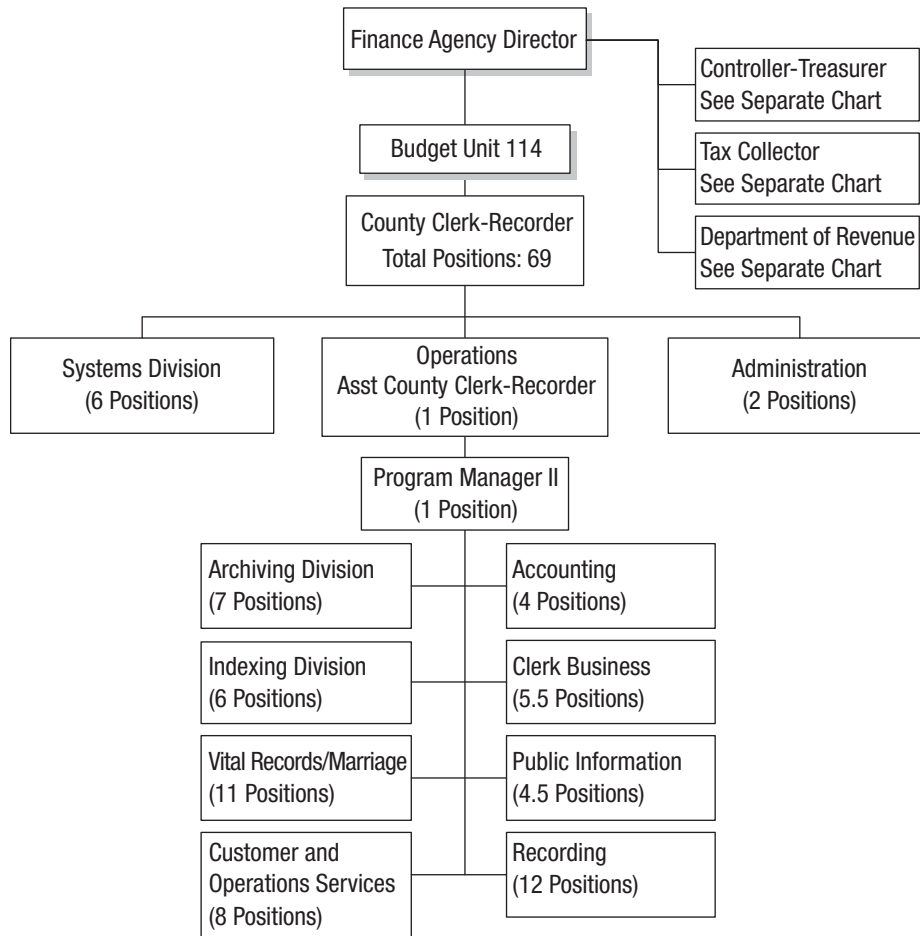 Finance Agency Director
Controller-Treasurer
See Separate Chart
Tax Collector
See Separate Chart
Department of Revenue
See Separate Chart
Budget Unit 114
County Clerk-Recorder
Total Positions: 69
Systems Division
(6 Positions)
Operations
Asst County Clerk-Recorder
(1 Position)
Administration
(2 Positions)
Program Manager II
(1 Position)
Archiving Division
(7 Positions)
Accounting
(4 Positions)
Indexing Division
(6 Positions)
Clerk Business
(5.5 Positions)
Vital Records/Marriage
(11 Positions)
Public Information
(4.5 Positions)
Customer and
Operations Services
(8 Positions)
Recording
(12 Positions)